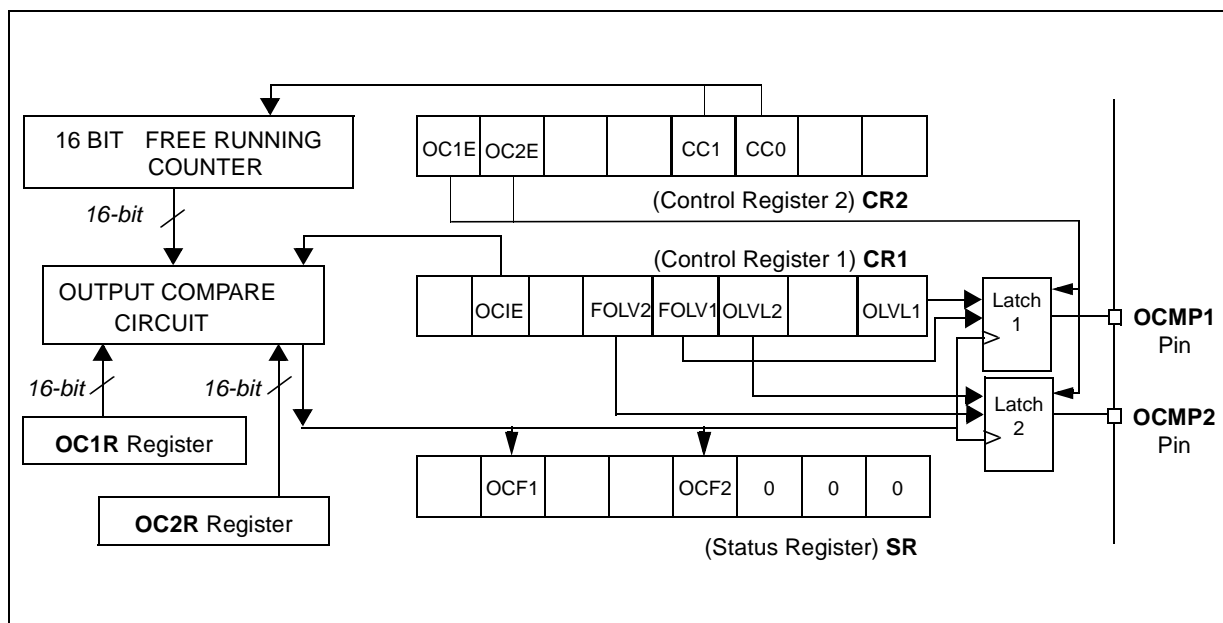 16 BIT FREE RUNNING
COUNTER
OC1E OC2E CC1 CC0
(Control Register 2) CR2
16-bit
(Control Register 1) CR1
OUTPUT COMPARE
CIRCUIT
OCIE FOLV2 FOLV1 OLVL2 OLVL1
Latch
1
OCMP1
Pin
16-bit
16-bit
Latch
2
OCMP2
Pin
OC1R Register
OCF1 OCF2 0 0 0
OC2R Register
(Status Register) SR